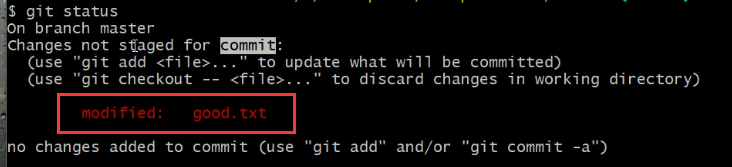 $ git status
On branch master
Changes not staged for commit:
(use "git add <file>..." to update what will be committed)
(use "git checkout -- <file>..." to discard changes in working directory)
modified: good.txt
no changes added to commit (use "git add" and/or "git commit -a")